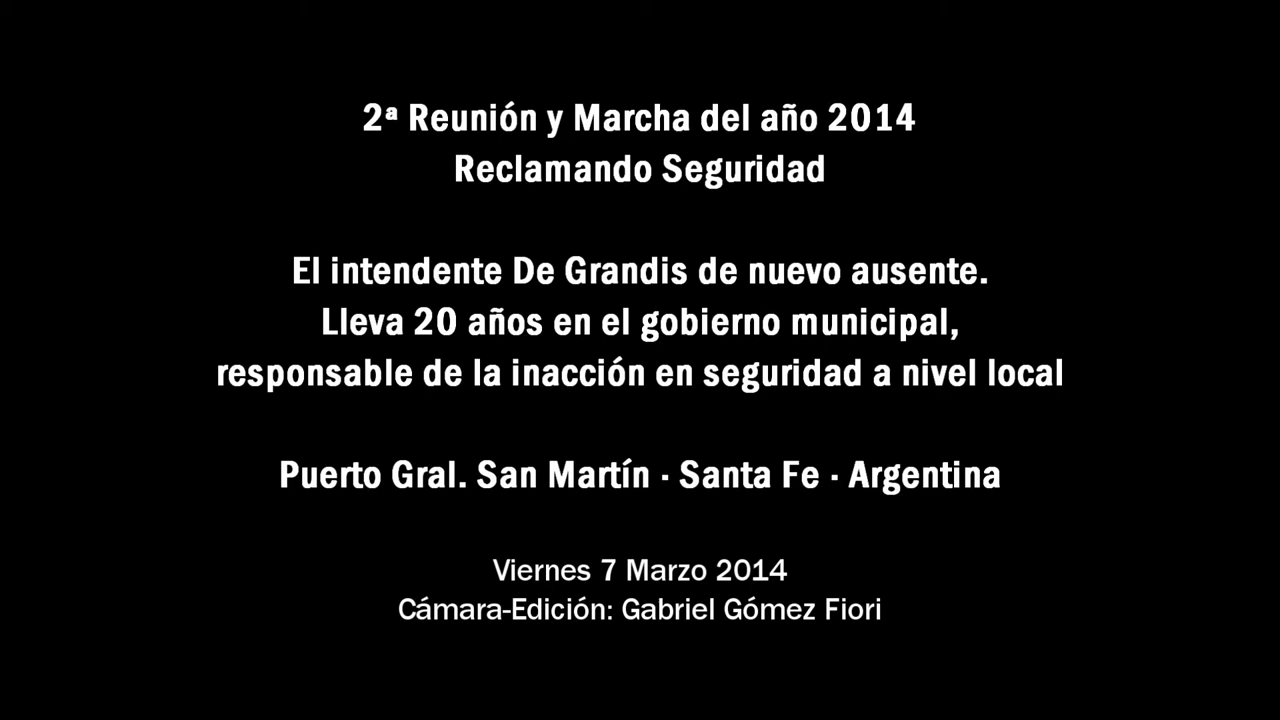 2ª Reunión y Marcha del año 2014
Reclamando Seguridad
El intendente De Grandis de nuevo ausente.
Lleva 20 años en el gobierno municipal,
responsable de la inacción en seguridad a nivel local
Puerto Gral. San Martín - Santa Fe - Argentina
Viernes 7 Marzo 2014
Cámara-Edición: Gabriel Gómez Fiori